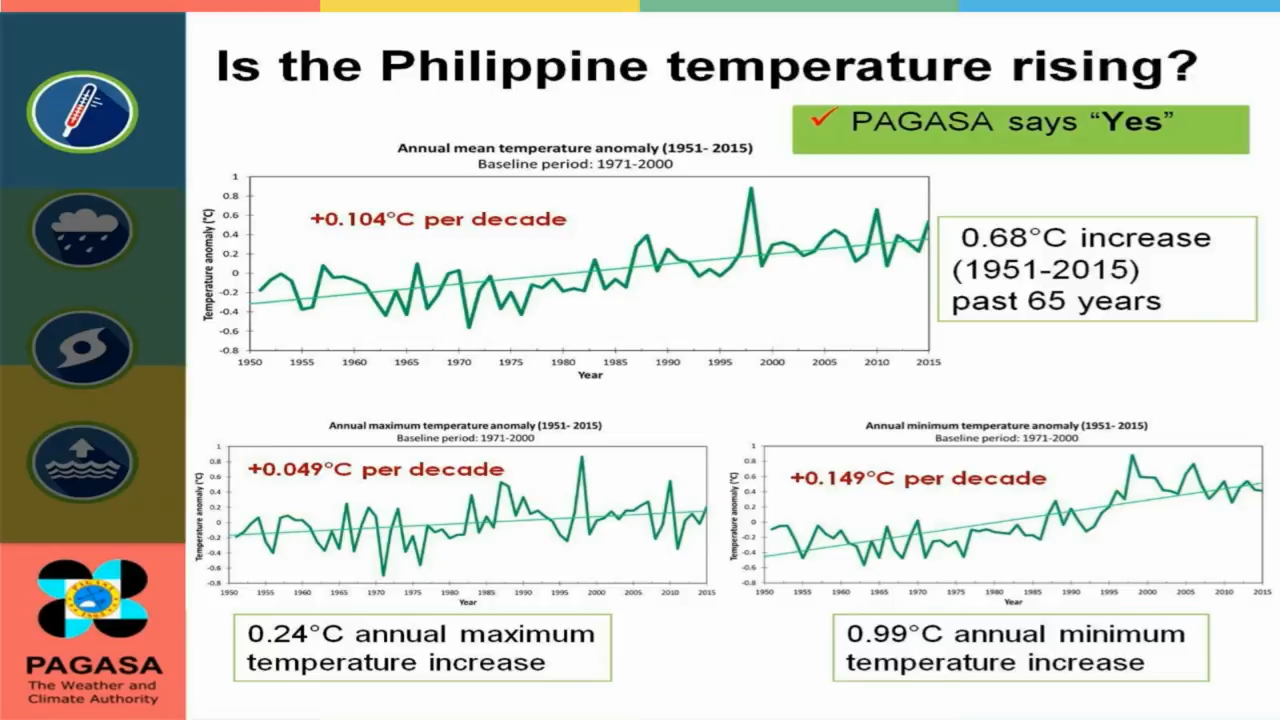 Is the Philippine temperature rising?
✓ PAGASA says “Yes”
Annual mean temperature anomaly (1951- 2015)
Baseline period: 1971-2000
+0.104°C per decade
Temperature anomaly (°C)
1
0.8
0.6
0.4
0.2
0
-0.2
-0.4
-0.6
-0.8
1950 1955 1960 1965 1970 1975 1980 1985 1990 1995 2000 2005 2010 2015
Year
0.68°C increase
(1951-2015)
past 65 years
Annual maximum temperature anomaly (1951- 2015)
Baseline period: 1971-2000
+0.049°C per decade
Temperature anomaly (°C)
1
0.8
0.6
0.4
0.2
0
-0.2
-0.4
-0.6
-0.8
1950 1955 1960 1965 1970 1975 1980 1985 1990 1995 2000 2005 2010 2015
Year
0.24°C annual maximum
temperature increase
Annual minimum temperature anomaly (1951- 2015)
Baseline period: 1971-2000
+0.149°C per decade
Temperature anomaly (°C)
1
0.8
0.6
0.4
0.2
0
-0.2
-0.4
-0.6
-0.8
1950 1955 1960 1965 1970 1975 1980 1985 1990 1995 2000 2005 2010 2015
Year
0.99°C annual minimum
temperature increase
PAGASA
PAGASA
The Weather and
Climate Authority